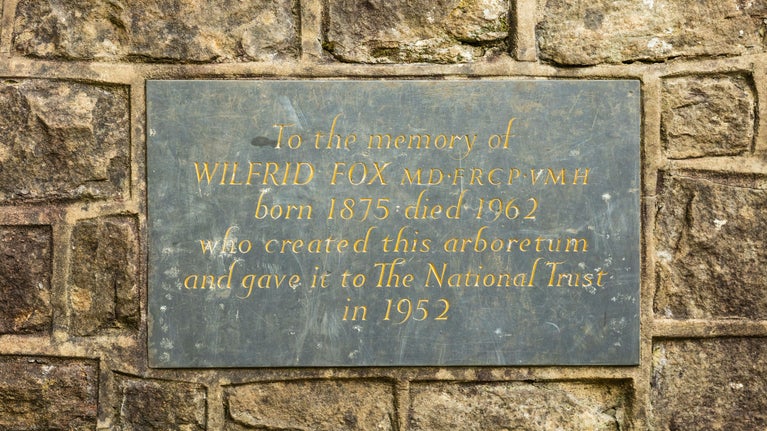 To the memory of
WILFRID · FOX MD·FRCP·VMH
born 1875·died·1962
who created this arboretum
and gave it to The National Trust
in 1952